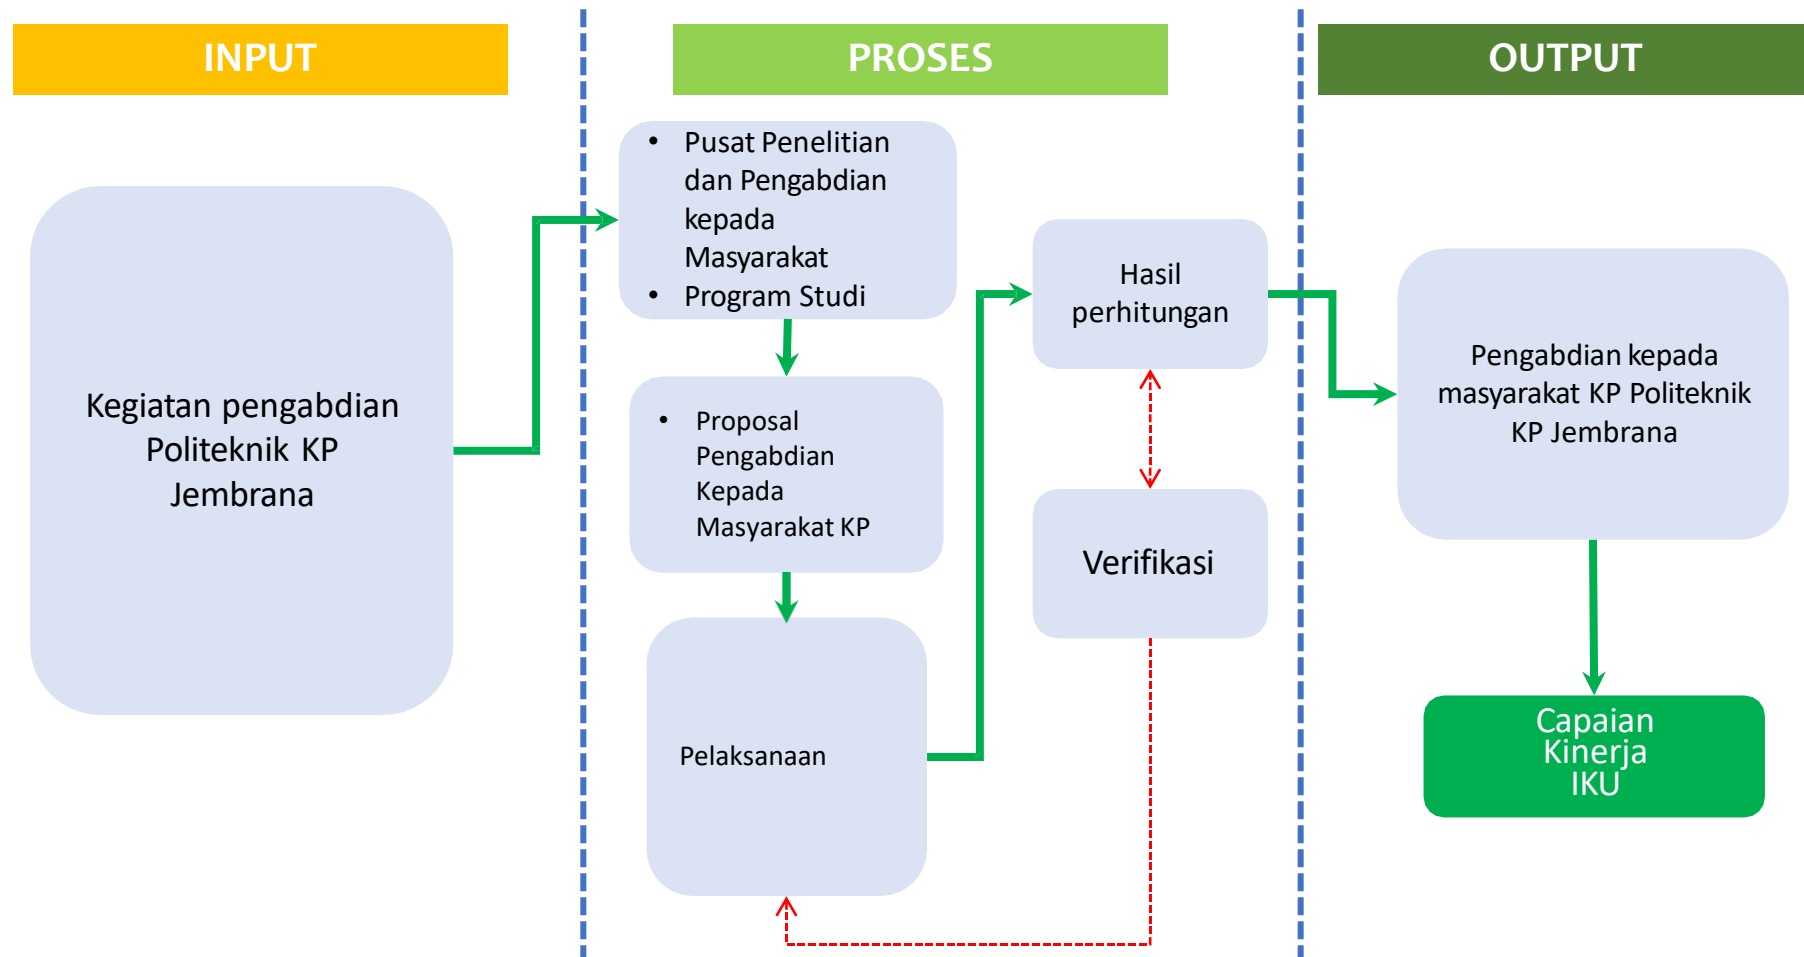 INPUT
PROSES
OUTPUT
Kegiatan pengabdian
Politeknik KP
Jembrana
• Pusat Penelitian
dan Pengabdian
kepada
Masyarakat
• Program Studi
• Proposal
Pengabdian
Kepada
Masyarakat KP
Pelaksanaan
Hasil
perhitungan
Verifikasi
Pengabdian kepada
masyarakat KP Politeknik
KP Jembrana
Capaian
Kinerja
IKU